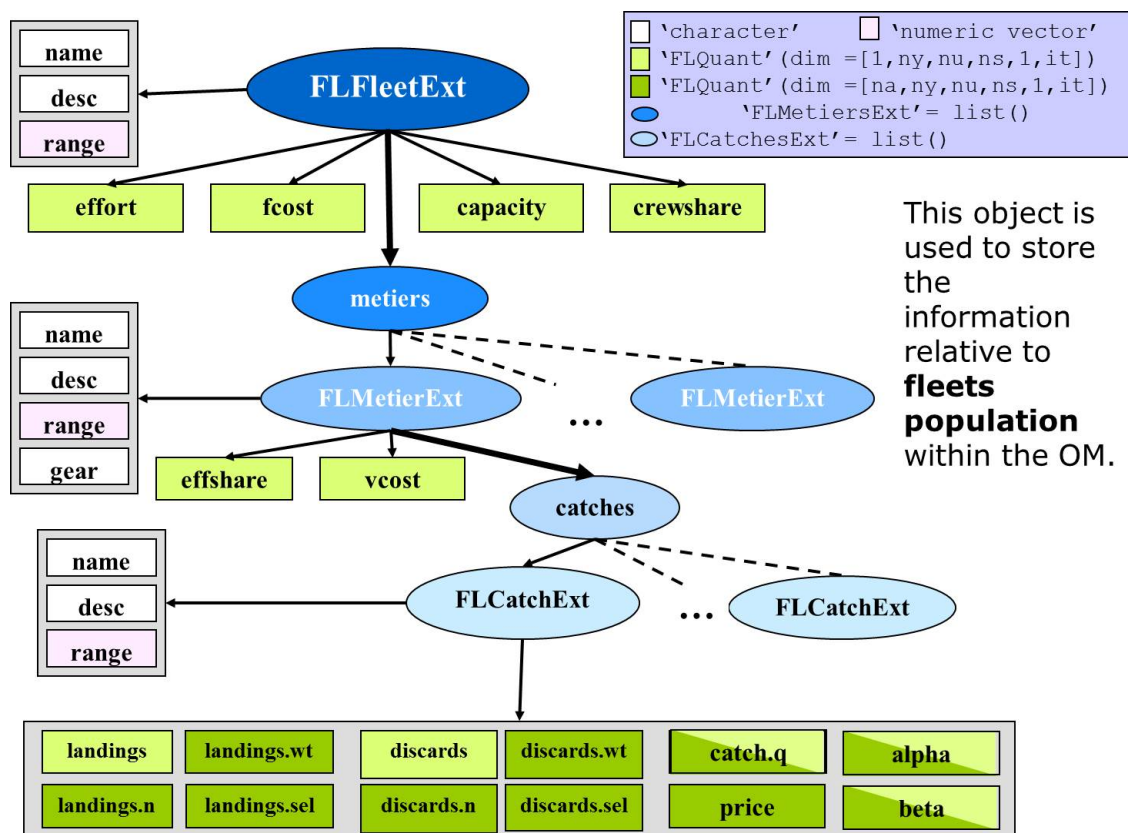 name
desc
range
FLFleetExt
'character'
'numeric vector'
'FLQuant'(dim =[1,ny,nu,ns,1,it])
'FLQuant'(dim =[na,ny,nu,ns,1,it])
'FLMetiersExt'= list()
'FLCatchesExt'= list()
effort
fcost
capacity
crewshare
This object is
used to store
the
information
relative to
fleets
population
within the OM.
metiers
name
desc
range
gear
FLMetierExt
...
FLMetierExt
effshare
vcost
catches
name
desc
range
FLCatchExt
...
FLCatchExt
landings
landings.wt
discards
discards.wt
catch.q
alpha
landings.n
landings.sel
discards.n
discards.sel
price
beta